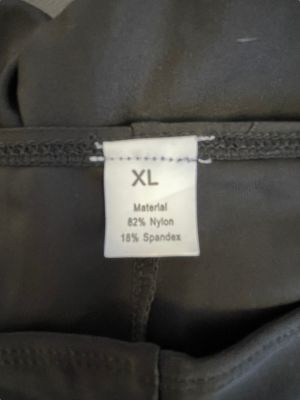 XL
Material
82% Nylon
18% Spandex